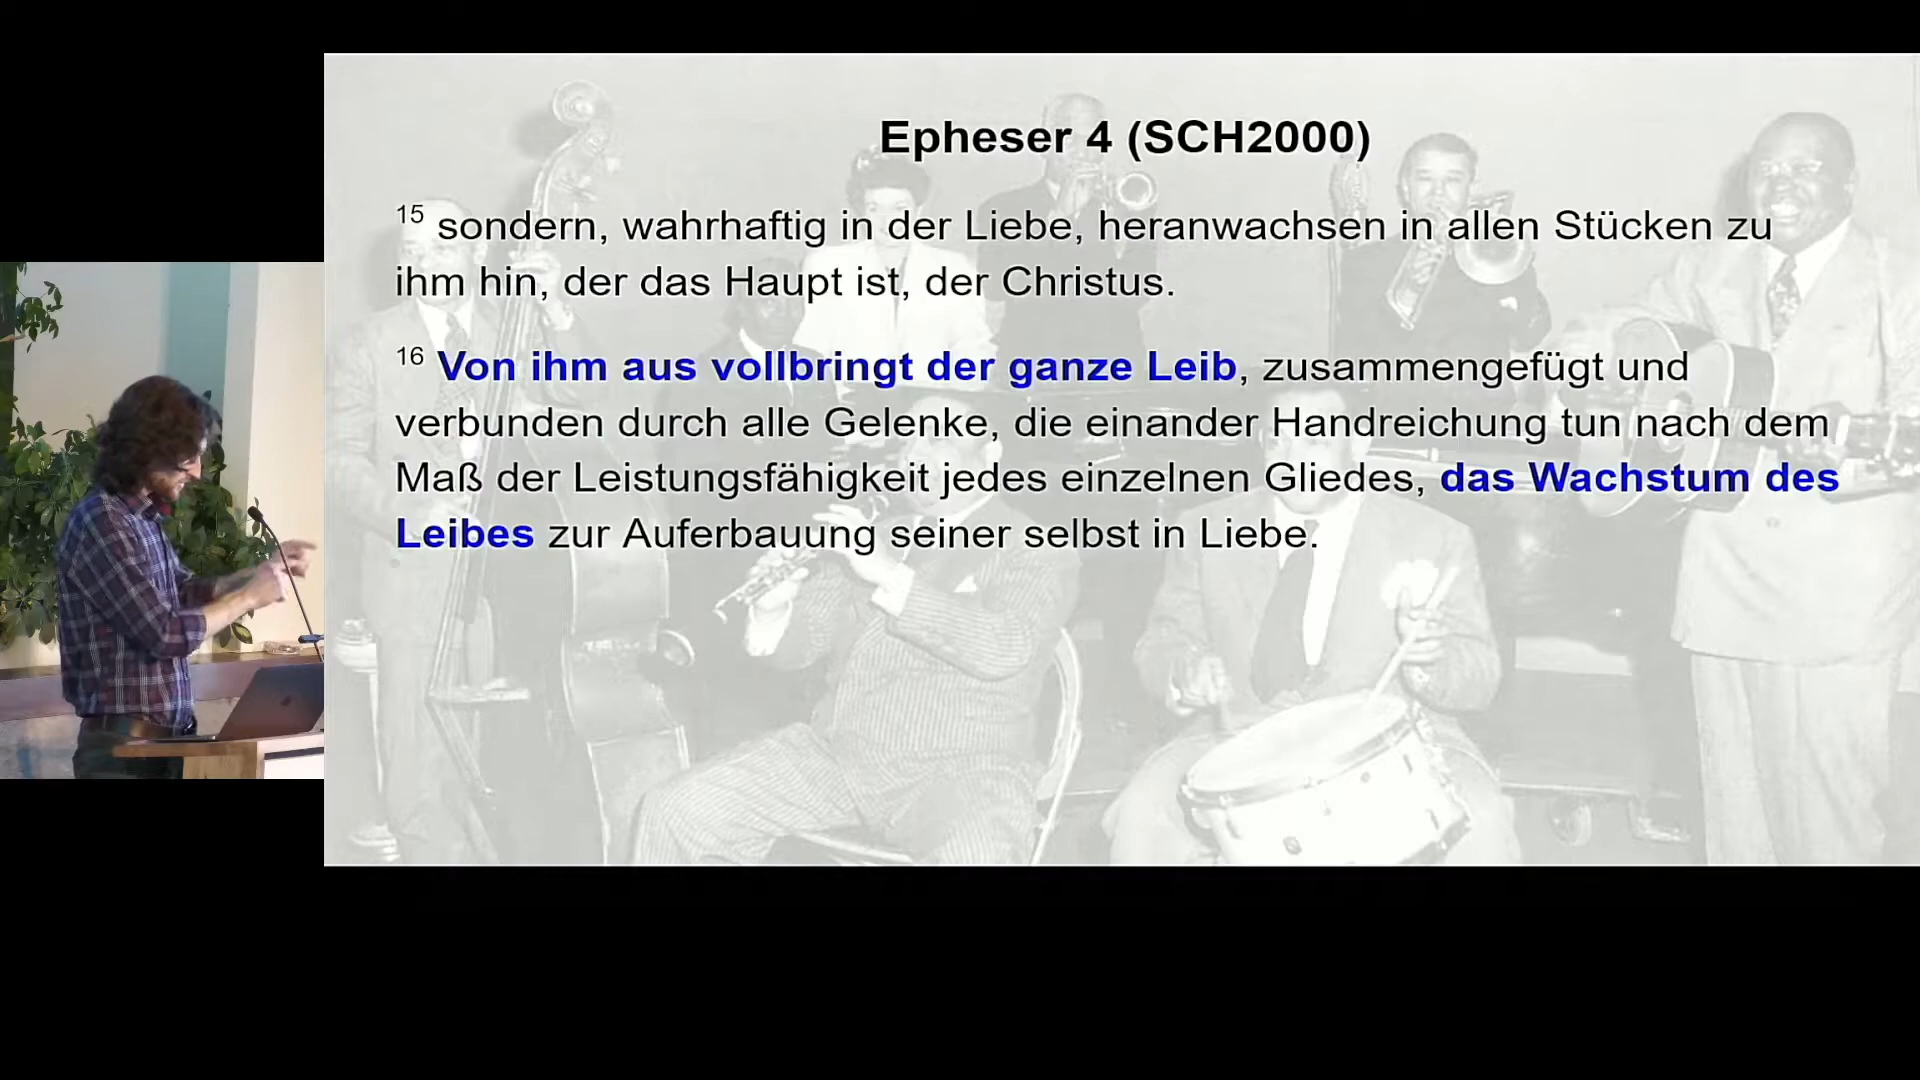 Epheser 4 (SCH2000)
15 sondern, wahrhaftig in der Liebe, heranwachsen in allen Stücken zu
ihm hin, der das Haupt ist, der Christus.
16 Von ihm aus vollbringt der ganze Leib, zusammengefügt und
verbunden durch alle Gelenke, die einander Handreichung tun nach dem
Maß der Leistungsfähigkeit jedes einzelnen Gliedes, das Wachstum des
Leibes zur Auferbauung seiner selbst in Liebe.